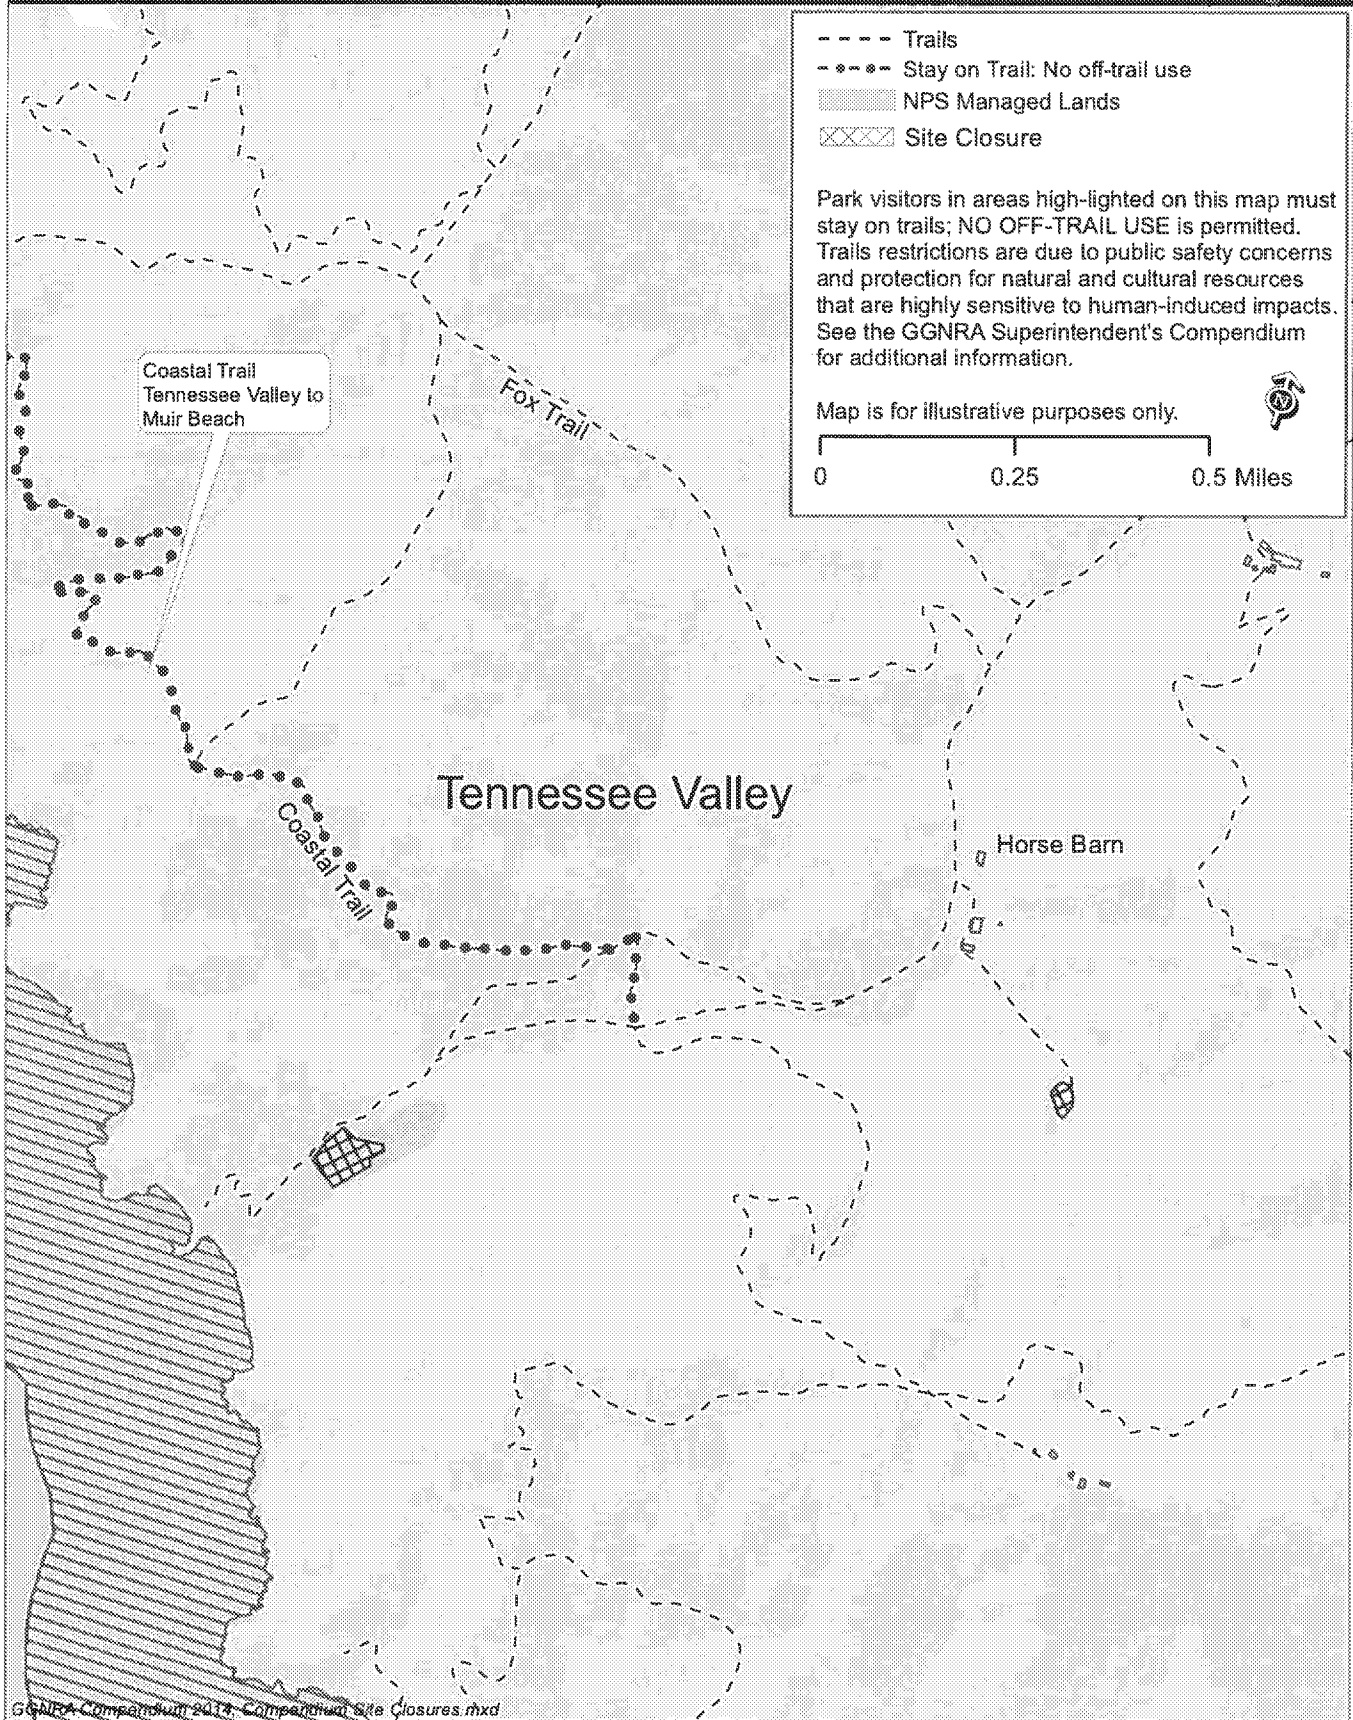 Trails
Stay on Trail: No off-trail use
NPS Managed Lands
Site Closure
Park visitors in areas high-lighted on this map must
stay on trails; NO OFF-TRAIL USE is permitted.
Trails restrictions are due to public safety concerns
and protection for natural and cultural resources
that are highly sensitive to human-induced impacts.
See the GGNRA Superintendent's Compendium
for additional information.
Map is for illustrative purposes only.
N
0 0.25 0.5 Miles
Coastal Trail
Tennessee Valley to
Muir Beach
Fox Trail
Tennessee Valley
Coastal Trail
Horse Barn
GGNRA Compendium 2014: Compendium Site Closures.mxd